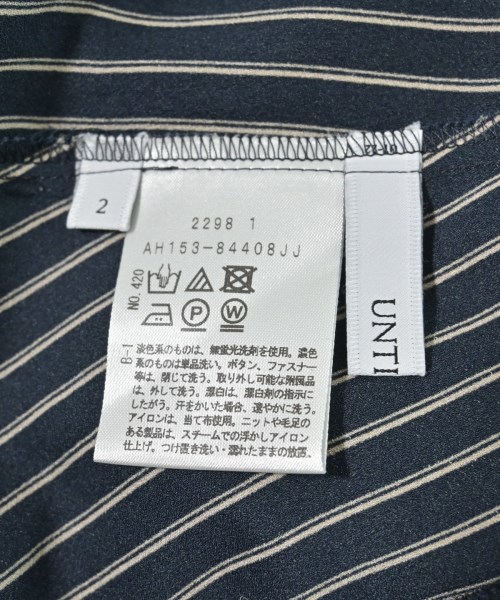 2
2298 1
AH153-84408JJ
NO.420
P
W
B-1
淡色系のものは、無蛍光洗剤を使用。濃色
系のものは単品洗い。ボタン、ファスナー
等は、閉じて洗う。取り外し可能な附属品
は、外して洗う。漂白は、漂白剤の指示に
したがう。汗をかいた場合、速やかに洗う。
アイロンは、当て布使用。ニットや毛足の
ある製品は、スチームでの浮かしアイロン
仕上げ。つけ置き洗い・濡れたままの放置、
UNTI